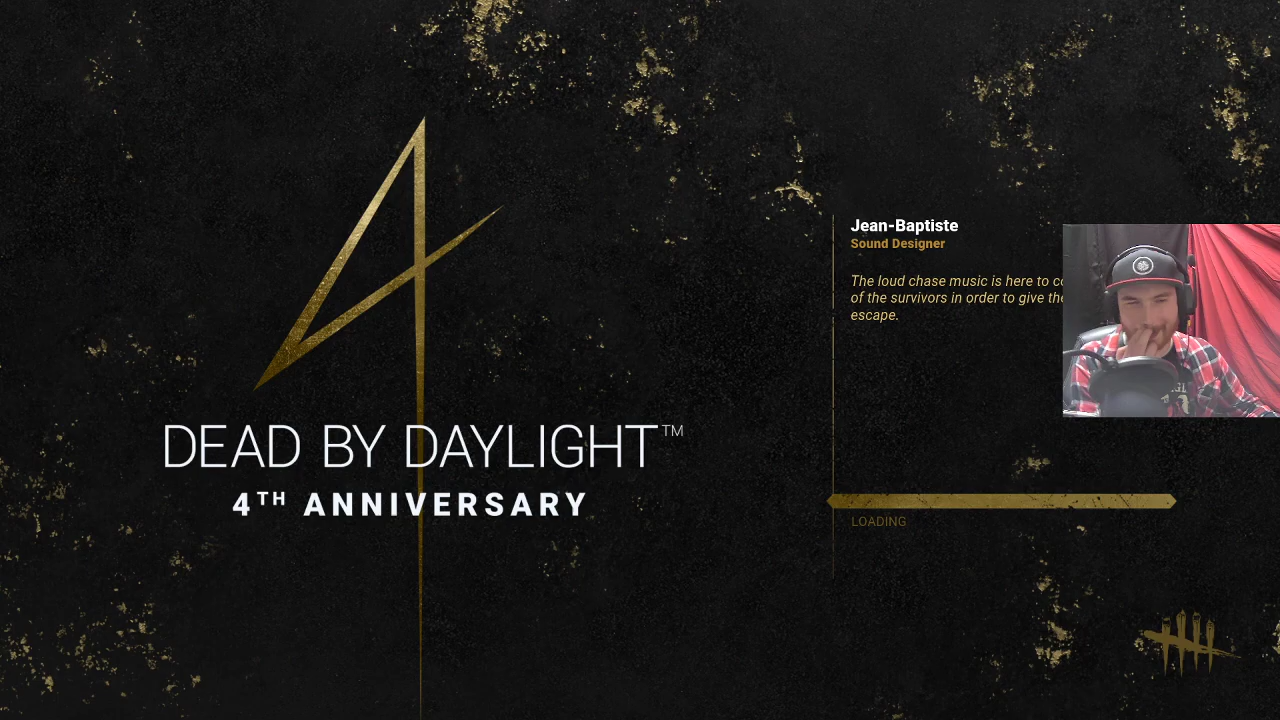 DEAD BY DAYLIGHT™
4TH ANNIVERSARY
Jean-Baptiste
Sound Designer
The loud chase music is here to
of the survivors in order to give
escape.
LOADING